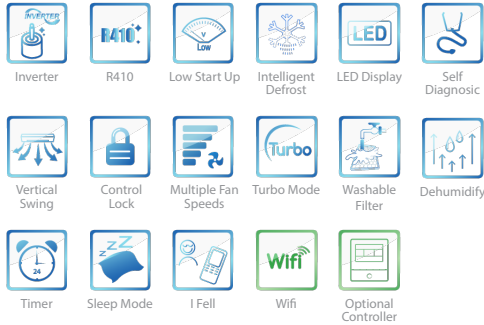 INVERTER
R410
V
LOW
LED
Inverter
R410
Low Start Up
Intelligent
Defrost
LED Display
Self
Diagnosic
Turbo
Vertical
Swing
Control
Lock
Multiple Fan
Speeds
Turbo Mode
Washable
Filter
Dehumidify
24
zZZ
Wifi
Timer
Sleep Mode
I Fell
Wifi
Optional
Controller